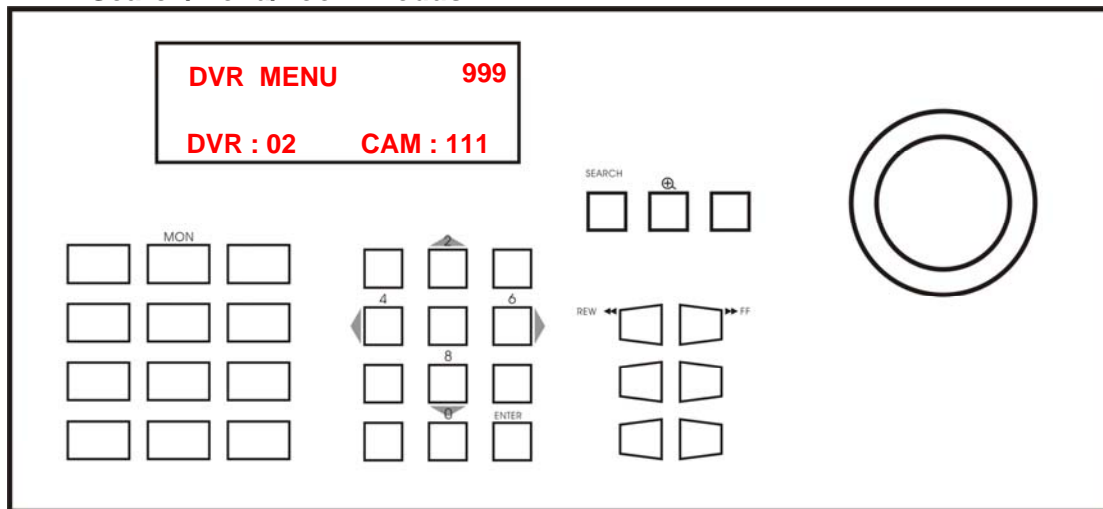 DVR MENU 999
DVR : 02 CAM : 111
SEARCH
MON
2
4 6
REW FF
8
0 ENTER